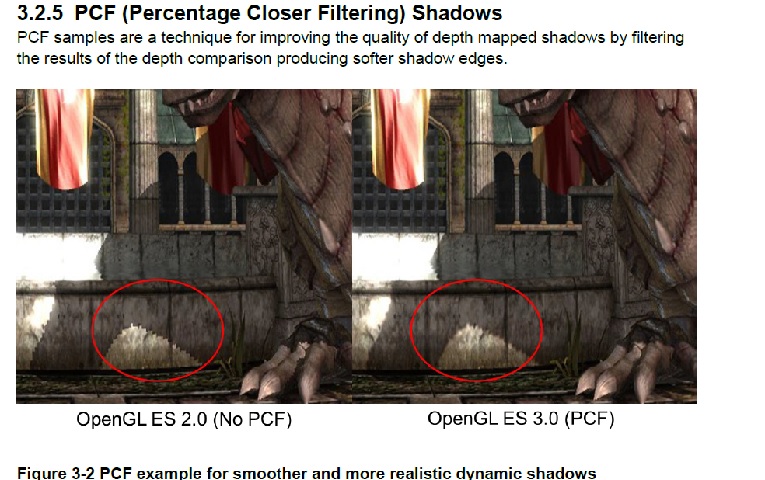 3.2.5 PCF (Percentage Closer Filtering) Shadows
PCF samples are a technique for improving the quality of depth mapped shadows by filtering
the results of the depth comparison producing softer shadow edges.
OpenGL ES 2.0 (No PCF)
OpenGL ES 3.0 (PCF)
Figure 3-2 PCF example for smoother and more realistic dynamic shadows